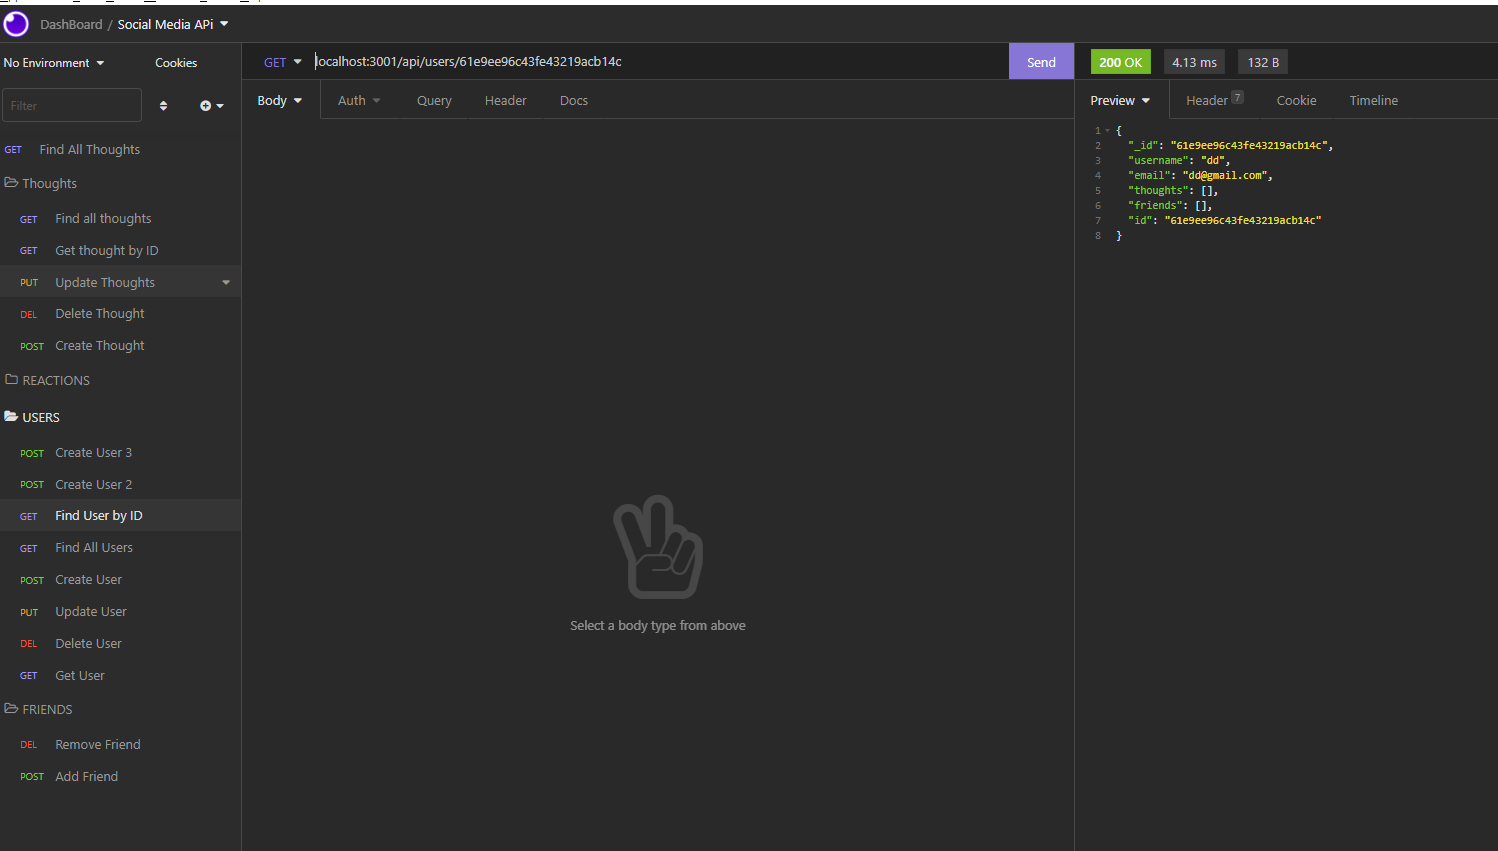 DashBoard / Social Media APi
No Environment
Cookies
Filter
GET Find All Thoughts
Thoughts
GET Find all thoughts
GET Get thought by ID
PUT Update Thoughts
DEL Delete Thought
POST Create Thought
REACTIONS
USERS
POST Create User 3
POST Create User 2
GET Find User by ID
GET Find All Users
POST Create User
PUT Update User
DEL Delete User
GET Get User
FRIENDS
DEL Remove Friend
POST Add Friend
GET localhost:3001/api/users/61e9ee96c43fe43219acb14c Send
Body Auth Query Header Docs
Select a body type from above
200 OK 4.13 ms 132 B
Preview Header 7 Cookie Timeline
1 {
2 "_id": "61e9ee96c43fe43219acb14c",
3 "username": "dd",
4 "email": "dd@gmail.com",
5 "thoughts": [],
6 "friends": [],
7 "id": "61e9ee96c43fe43219acb14c"
8 }